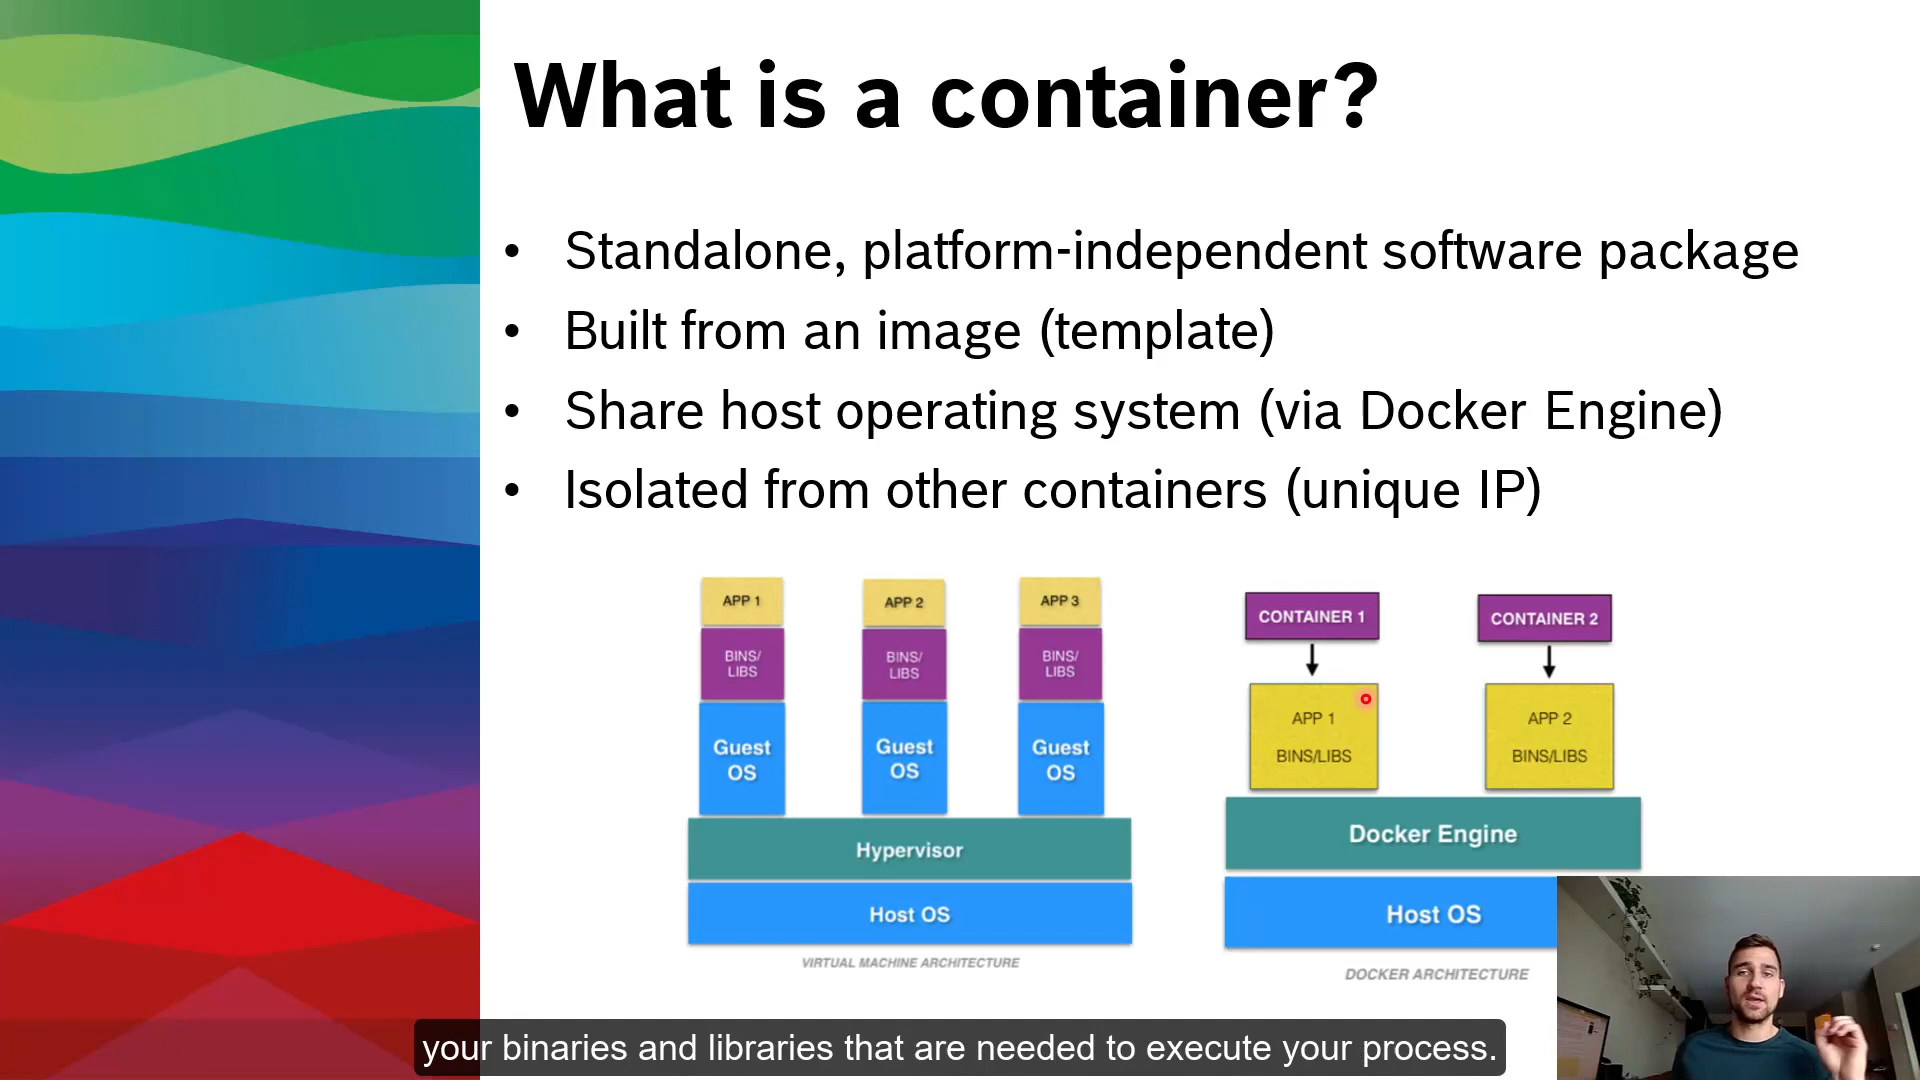 What is a container?
• Standalone, platform-independent software package
• Built from an image (template)
• Share host operating system (via Docker Engine)
• Isolated from other containers (unique IP)
APP 1
BINS/
LIBS
Guest
OS
APP 2
BINS/
LIBS
Guest
OS
APP 3
BINS/
LIBS
Guest
OS
Hypervisor
Host OS
VIRTUAL MACHINE ARCHITECTURE
CONTAINER 1
APP 1
BINS/LIBS
CONTAINER 2
APP 2
BINS/LIBS
Docker Engine
Host OS
DOCKER ARCHITECTURE
your binaries and libraries that are needed to execute your process.